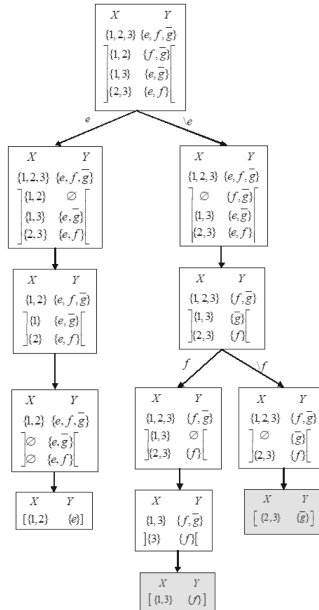 X Y
{1,2,3} {e, f, g̅}
]{1,2} {f, g̅}[
{1,3} {e, g̅}
{2,3} {e, f}
e \e
X Y
{1,2,3} {e, f, g̅}
]{1,2} ∅[
{1,3} {e, g̅}
{2,3} {e, f}
X Y
{1,2,3} {e, f, g̅}
∅ {f, g̅}
{1,3} {e, g}
{2,3} {e, f}
X Y
{1,2} {e, f, g̅}
]{1} {e, g̅}[
{2} {e, f}
X Y
{1,2,3} {f, g̅}
]{1,3} {g̅}[
{2,3} {f}
f \f
X Y
{1,2} {e, f, g̅}
]∅ {e, g̅}[
∅ {e, f}
X Y
{1,2,3} {f, g̅}
]{1,3} ∅[
{2,3} {f}
X Y
{1,2,3} {f, g̅}
]∅ {g̅}[
{2,3} {f}
X Y
[{1,2} {e}]
X Y
{1,3} {f, g̅}
]{3} {f}[
X Y
[{2,3} {g̅}]
X Y
[{1,3} {f}]